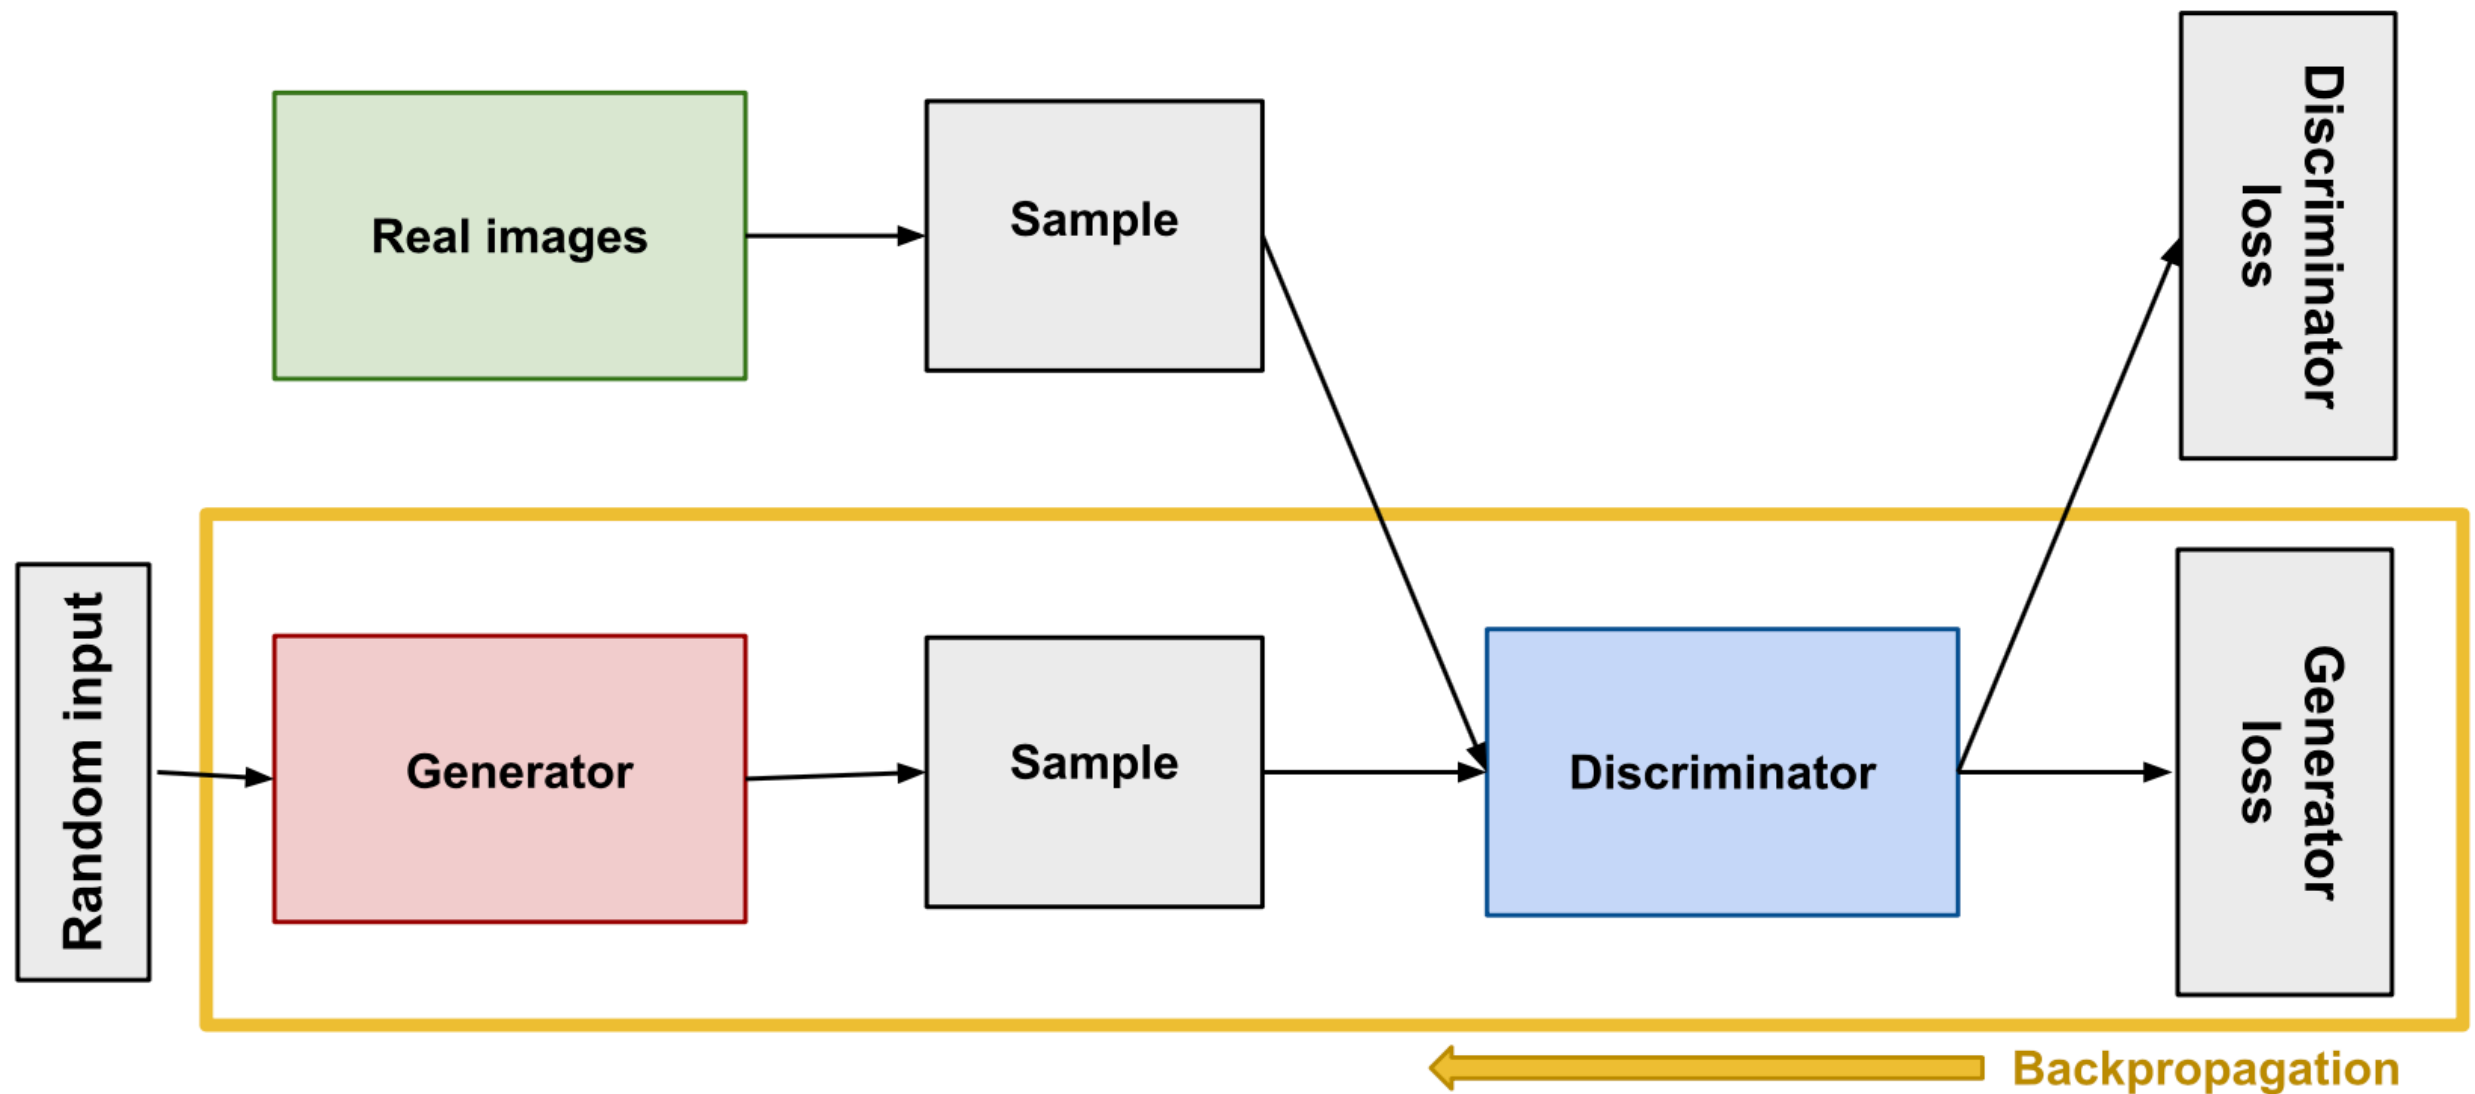 Real images
Sample
Discriminator
loss
Random input
Generator
Sample
Discriminator
Generator
loss
Backpropagation